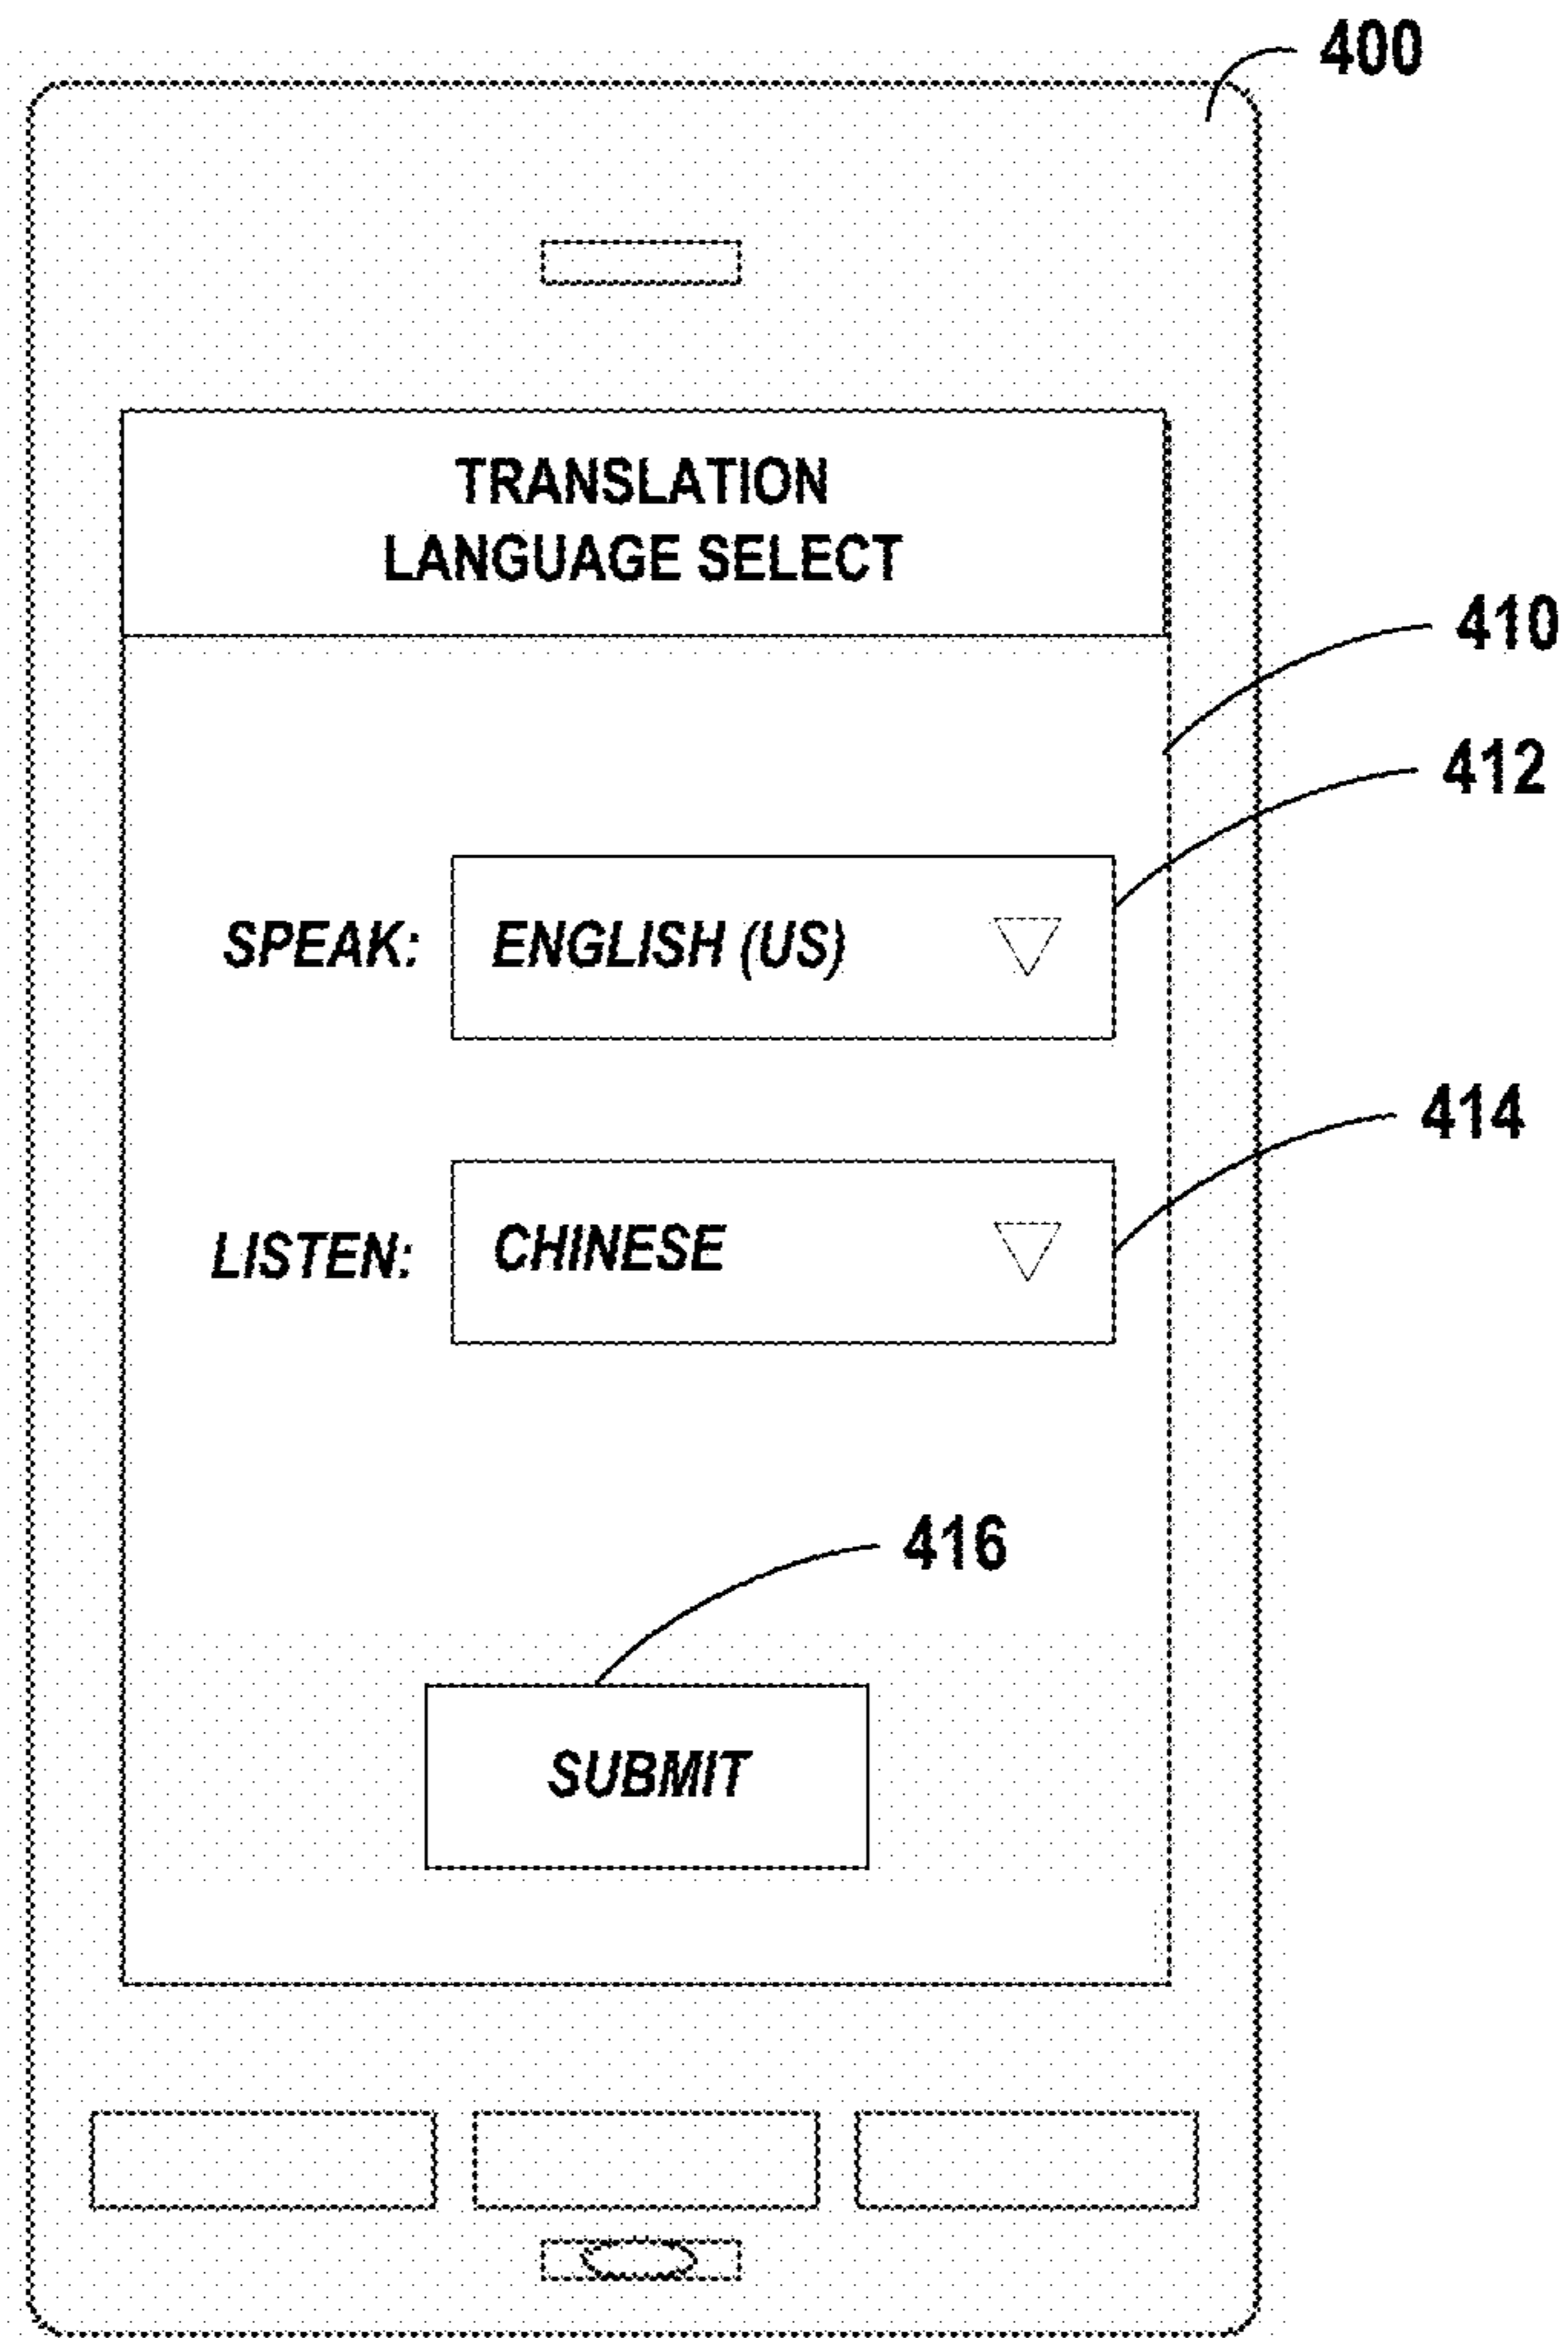 400
TRANSLATION
LANGUAGE SELECT
410
412
SPEAK: ENGLISH (US)
414
LISTEN: CHINESE
416
SUBMIT